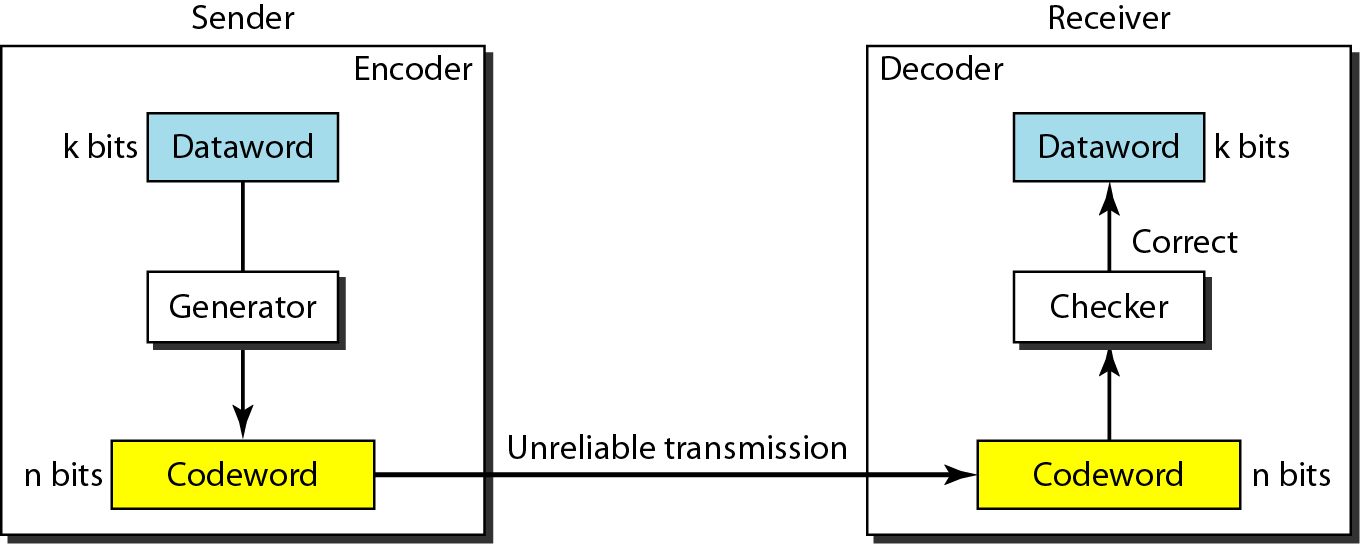 Sender
Encoder
k bits
Dataword
Generator
n bits
Codeword
Unreliable transmission
Receiver
Decoder
Dataword
k bits
Correct
Checker
Codeword
n bits